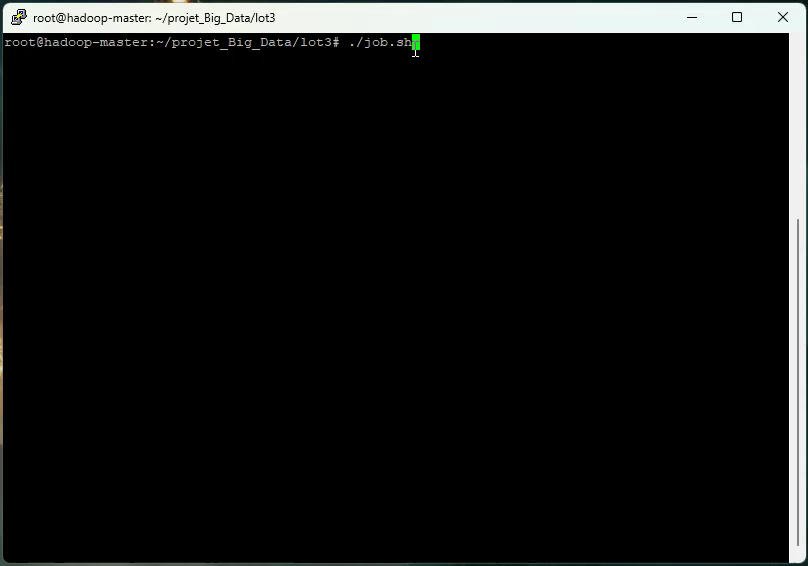 root@hadoop-master: ~/projet_Big_Data/lot3
root@hadoop-master:~/projet_Big_Data/lot3# ./job.sh